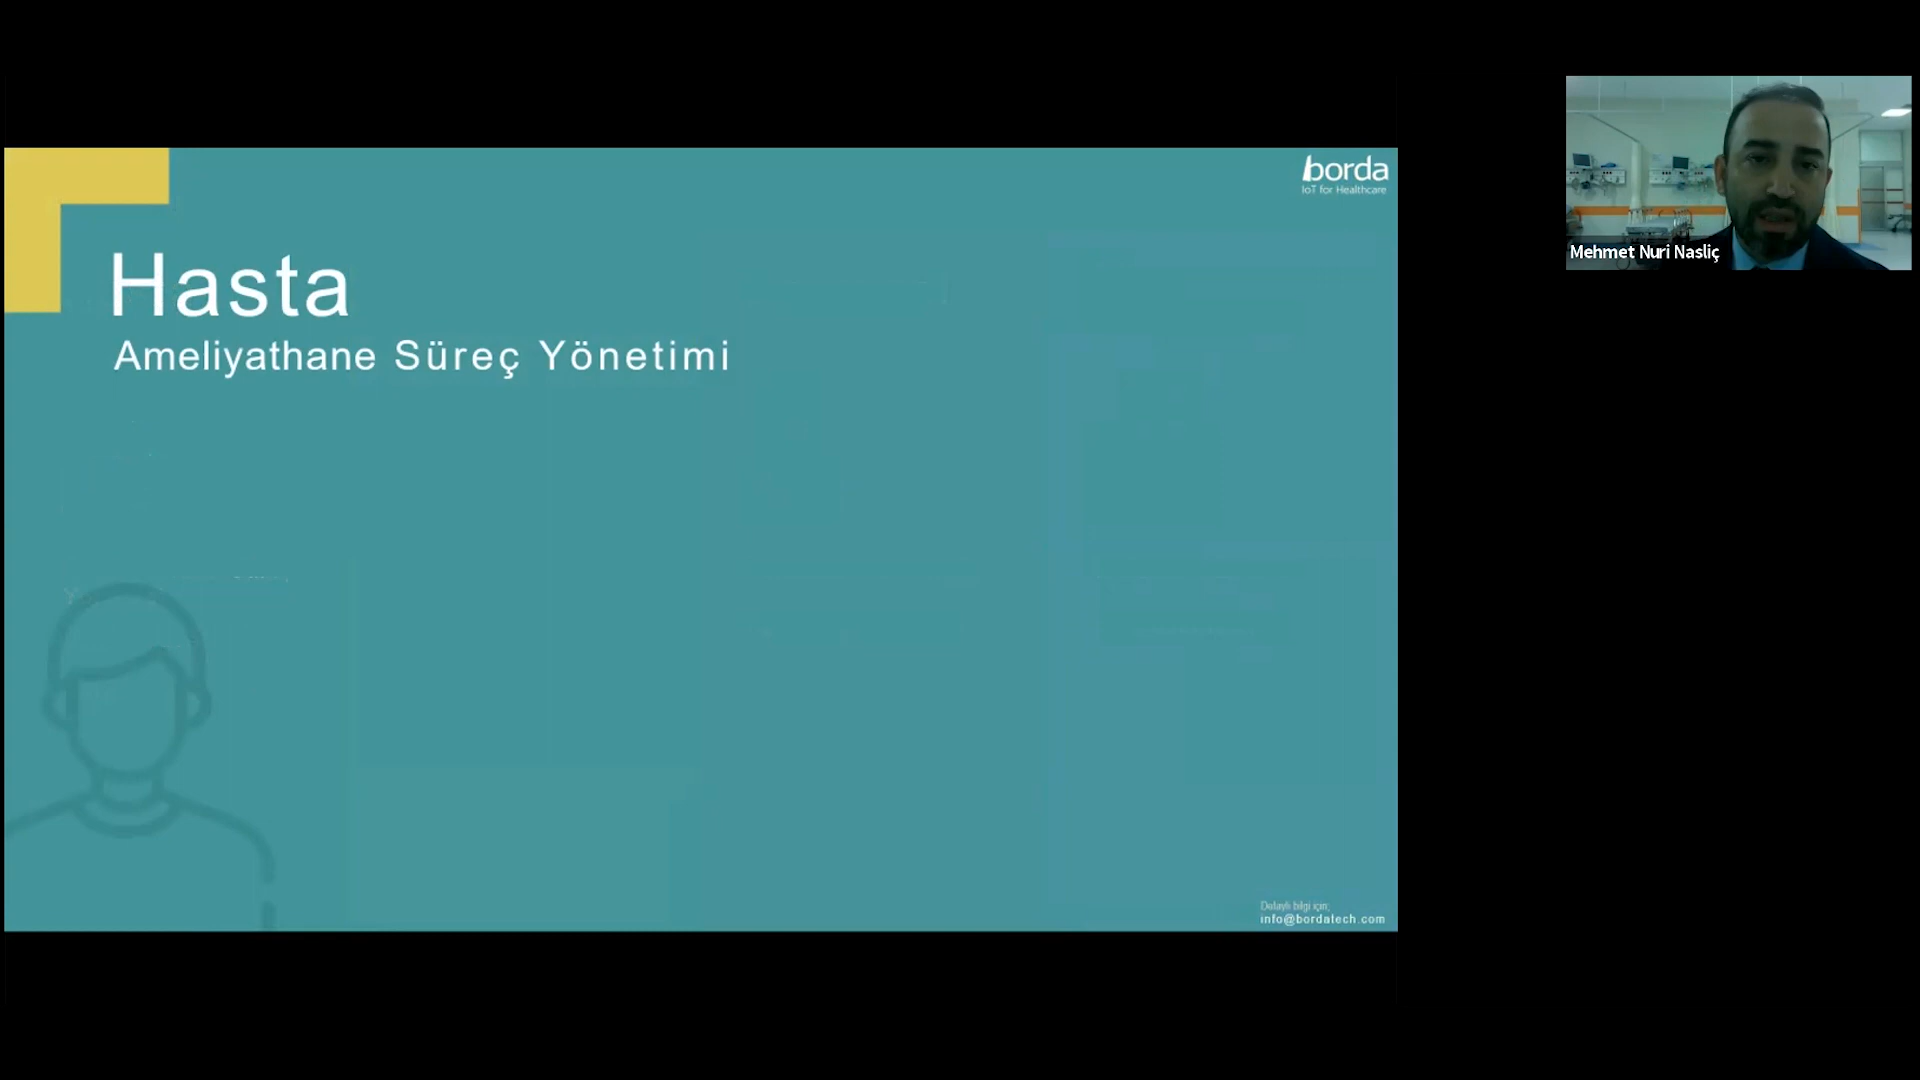 borda
IoT for Healthcare
Hasta
Ameliyathane Süreç Yönetimi
Mehmet Nuri Nasliç
Detaylı bilgi için;
info@bordatech.com